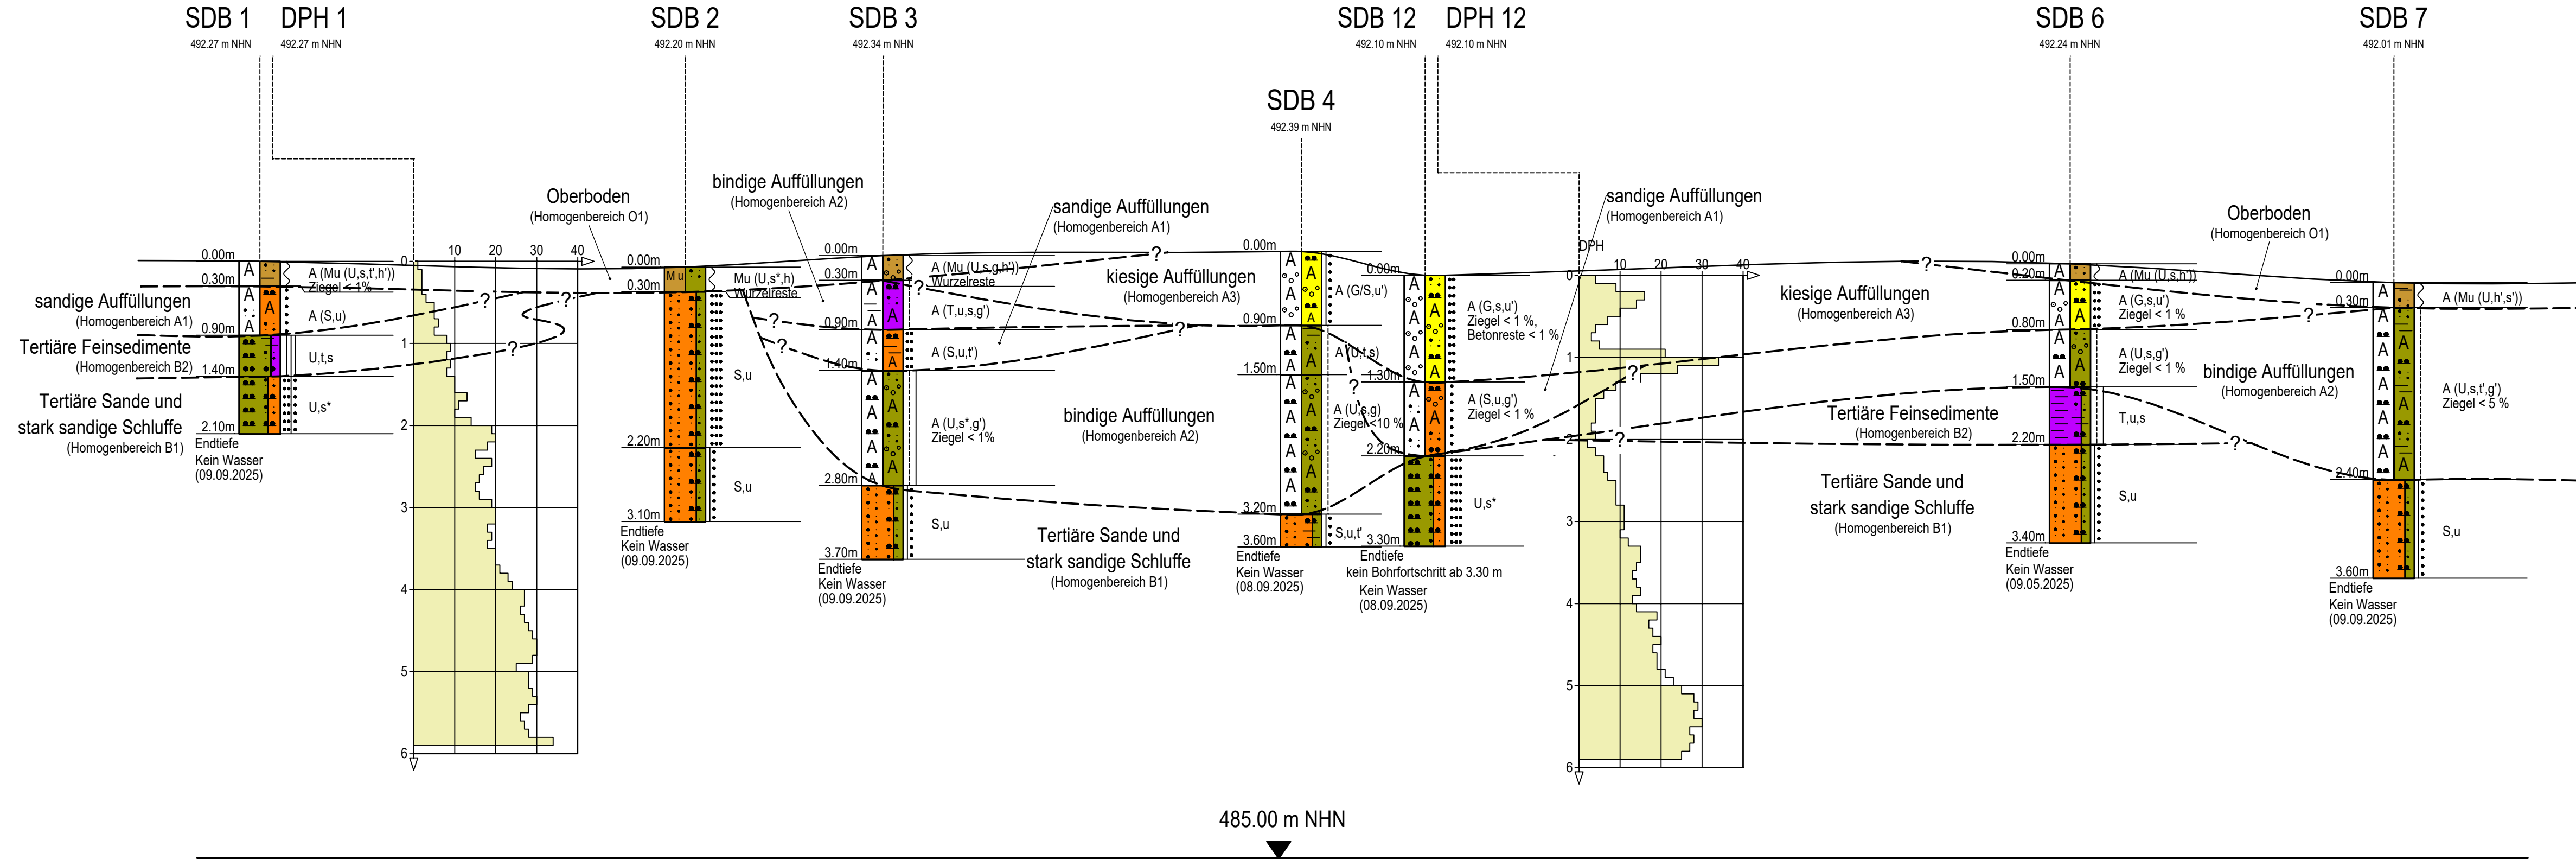 SDB 1
492.27 m NHN
DPH 1
492.27 m NHN
SDB 2
492.20 m NHN
SDB 3
492.34 m NHN
SDB 4
492.39 m NHN
SDB 12
492.10 m NHN
DPH 12
492.10 m NHN
SDB 6
492.24 m NHN
SDB 7
492.01 m NHN
sandige Auffüllungen
(Homogenbereich A1)
Tertiäre Feinsedimente
(Homogenbereich B2)
Tertiäre Sande und
stark sandige Schluffe
(Homogenbereich B1)
0.00m
0.30m
0.90m
1.40m
2.10m
Endtiefe
Kein Wasser
(09.09.2025)
A (Mu (U,s,t',h'))
Ziegel < 1%
A (S,u)
U,t,s
U,s*
10 20 30 40
0
1
2
3
4
5
6
Oberboden
(Homogenbereich O1)
0.00m
0.30m
2.20m
3.10m
Endtiefe
Kein Wasser
(09.09.2025)
Mu
Mu (U,s*,h)
Wurzelreste
S,u
S,u
bindige Auffüllungen
(Homogenbereich A2)
0.00m
0.30m
0.90m
1.40m
2.80m
3.70m
Endtiefe
Kein Wasser
(09.09.2025)
A (Mu (U,s,g,h'))
Wurzelreste
A (T,u,s,g')
A (S,u,t')
A (U,s*,g')
Ziegel < 1%
S,u
sandige Auffüllungen
(Homogenbereich A1)
kiesige Auffüllungen
(Homogenbereich A3)
bindige Auffüllungen
(Homogenbereich A2)
Tertiäre Sande und
stark sandige Schluffe
(Homogenbereich B1)
0.00m
0.90m
1.50m
3.20m
3.60m
Endtiefe
Kein Wasser
(08.09.2025)
A (G/S,u')
A (U,t,s)
A (U,s,g)
Ziegel <10 %
S,u,t'
0.00m
1.30m
2.20m
3.30m
Endtiefe
kein Bohrfortschritt ab 3.30 m
Kein Wasser
(08.09.2025)
A (G,s,u')
Ziegel < 1 %,
Betonreste < 1 %
A (S,u,g')
Ziegel < 1 %
U,s*
sandige Auffüllungen
(Homogenbereich A1)
DPH
10 20 30 40
0
1
2
3
4
5
6
kiesige Auffüllungen
(Homogenbereich A3)
Tertiäre Feinsedimente
(Homogenbereich B2)
Tertiäre Sande und
stark sandige Schluffe
(Homogenbereich B1)
0.00m
0.20m
0.80m
1.50m
2.20m
3.40m
Endtiefe
Kein Wasser
(09.05.2025)
A (Mu (U,s,h'))
A (G,s,u')
Ziegel < 1 %
A (U,s,g')
Ziegel < 1 %
T,u,s
S,u
Oberboden
(Homogenbereich O1)
bindige Auffüllungen
(Homogenbereich A2)
0.00m
0.30m
2.40m
3.60m
Endtiefe
Kein Wasser
(09.09.2025)
A (Mu (U,h',s'))
A (U,s,t',g')
Ziegel < 5 %
S,u
485.00 m NHN